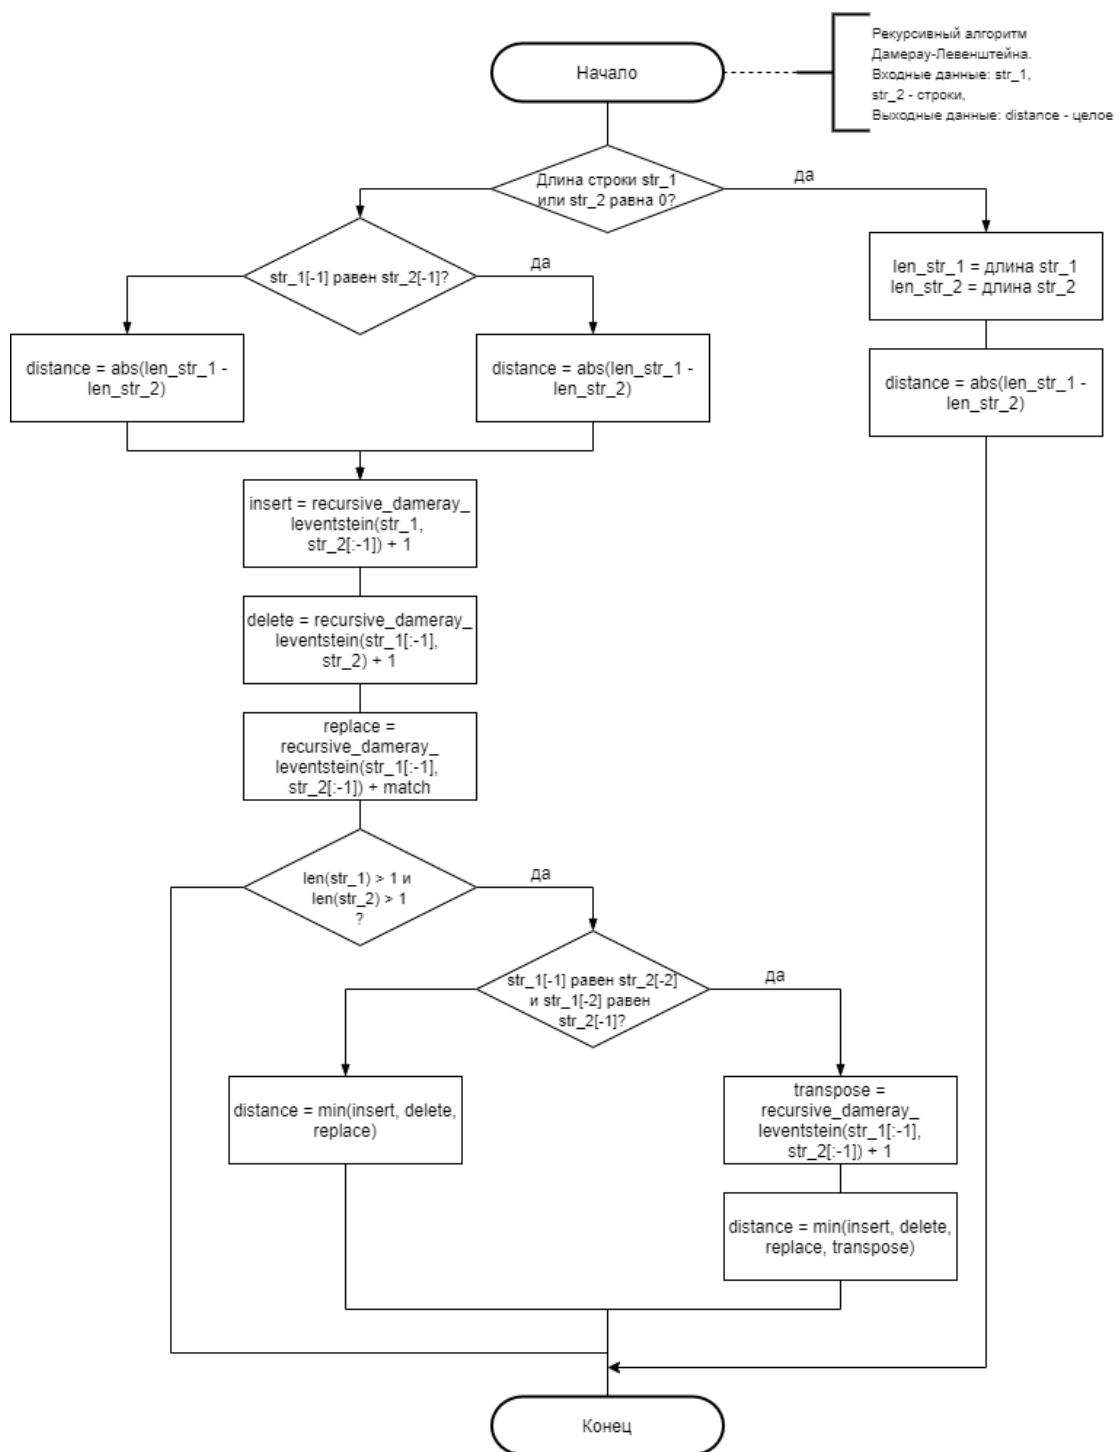 Рекурсивный алгоритм
Дамерау-Левенштейна.
Входные данные: str_1,
str_2 - строки,
Выходные данные: distance - целое
Начало
Длина строки str_1
или str_2 равна 0?
да
str_1[-1] равен str_2[-1]?
да
len_str_1 = длина str_1
len_str_2 = длина str_2
distance = abs(len_str_1 -
len_str_2)
distance = abs(len_str_1 -
len_str_2)
distance = abs(len_str_1 -
len_str_2)
insert = recursive_dameray_
leventstein(str_1,
str_2[:-1]) + 1
delete = recursive_dameray_
leventstein(str_1[:-1],
str_2) + 1
replace =
recursive_dameray_
leventstein(str_1[:-1],
str_2[:-1]) + match
len(str_1) > 1 и
len(str_2) > 1
?
да
str_1[-1] равен str_2[-2]
и str_1[-2] равен
str_2[-1]?
да
distance = min(insert, delete,
replace)
transpose =
recursive_dameray_
leventstein(str_1[:-1],
str_2[:-1]) + 1
distance = min(insert, delete,
replace, transpose)
Конец